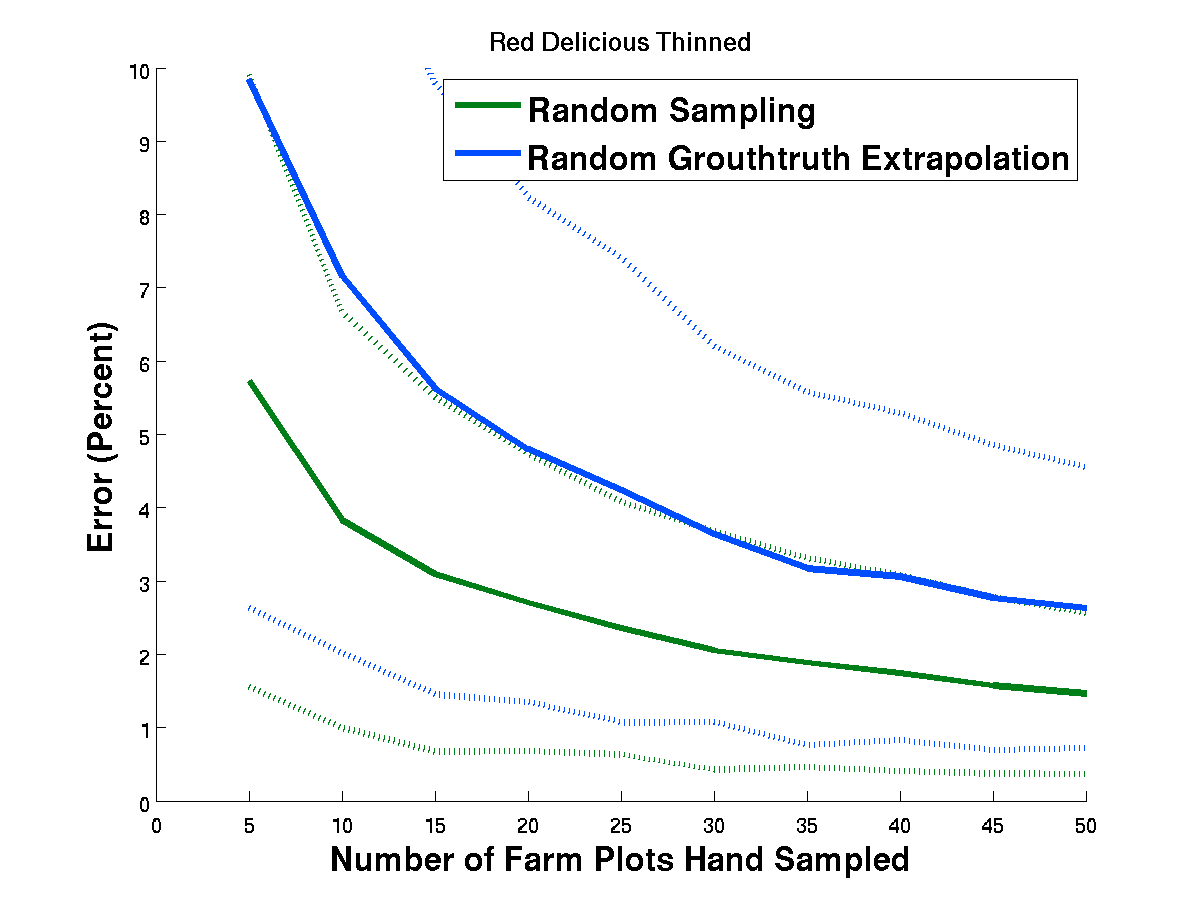 Red Delicious Thinned
10
9
8
7
6
5
4
3
2
1
0
Error (Percent)
Random Sampling
Random Grouthtruth Extrapolation
0 5 10 15 20 25 30 35 40 45 50
Number of Farm Plots Hand Sampled